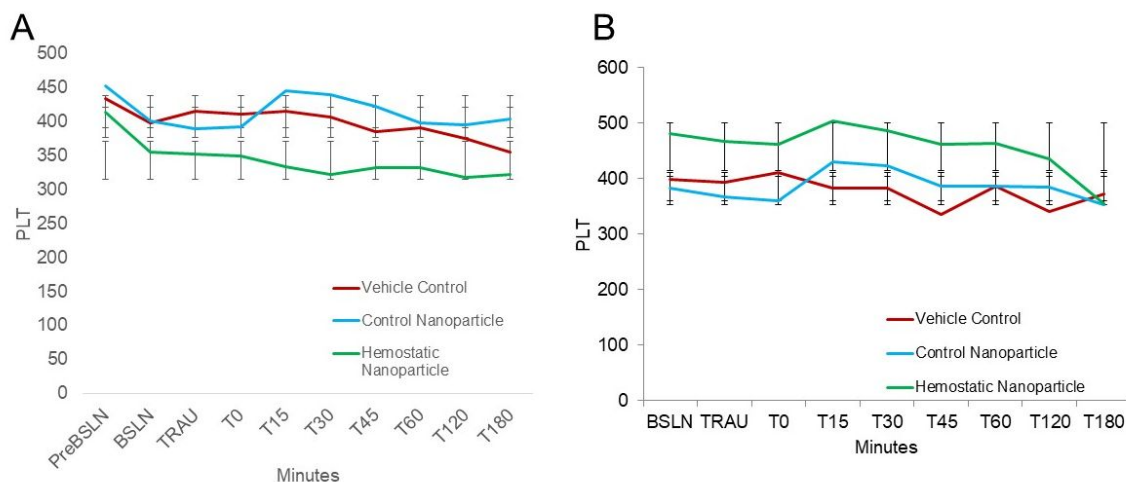 A
500
450
400
350
300
250
200
150
100
50
0
PLT
Vehicle Control
Control Nanoparticle
Hemostatic
Nanoparticle
PreBSLN BSLN TRAU T0 T15 T30 T45 T60 T120 T180
Minutes
B
600
500
400
300
200
100
0
PLT
Vehicle Control
Control Nanoparticle
Hemostatic Nanoparticle
BSLN TRAU T0 T15 T30 T45 T60 T120 T180
Minutes